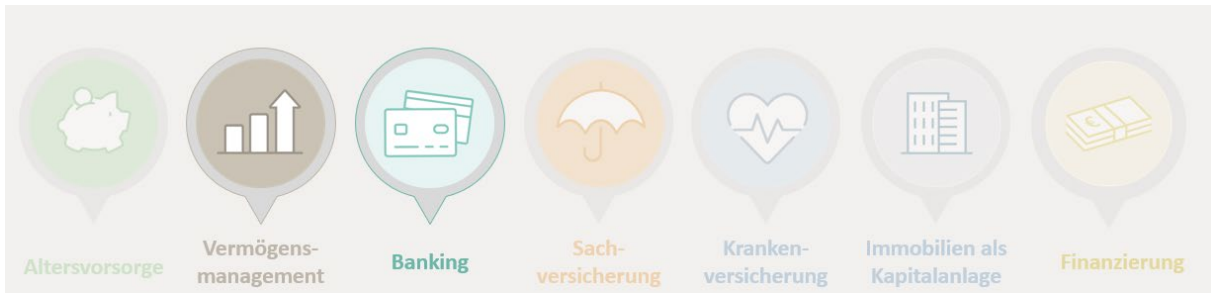 Altersvorsorge
Vermögens-
management
Banking
Sach-
versicherung
Kranken-
versicherung
Immobilien als
Kapitalanlage
€
Finanzierung